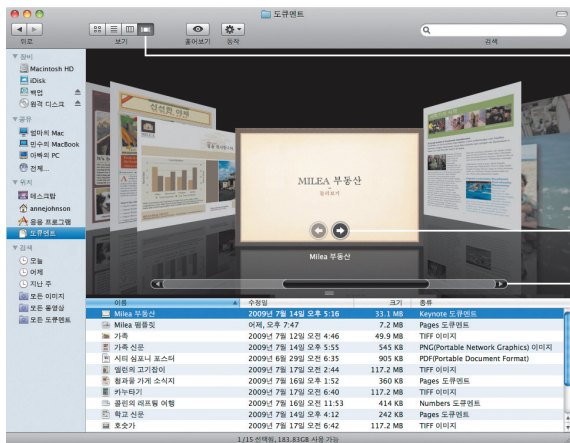 도큐멘트
뒤로
보기
훑어보기
동작
검색
장비
Macintosh HD
iDisk
백업
원격 디스크
공유
엄마의 Mac
민수의 MacBook
아빠의 PC
전체...
위치
데스크탑
annejohnson
응용 프로그램
도큐멘트
검색
오늘
어제
지난 주
모든 이미지
모든 동영상
모든 도큐멘트
신선한 야채
MILEA 부동산
둘러보기
Milea 부동산
이름 수정일 크기 종류
Milea 부동산 2009년 7월 14일 오후 5:16 33.1 MB Keynote 도큐멘트
Milea 팸플릿 어제, 오후 7:47 7.2 MB Pages 도큐멘트
가족 2009년 7월 12일 오전 4:46 49.9 MB TIFF 이미지
가족 신문 2009년 7월 14일 오후 5:55 545 KB PNG(Portable Network Graphics) 이미지
시티 심포니 포스터 2009년 6월 29일 오전 6:35 905 KB PDF(Portable Document Format)
엘린의 고기잡이 2009년 7월 17일 오전 2:44 117.2 MB TIFF 이미지
청과물 가게 소식지 2009년 7월 16일 오후 1:52 360 KB Pages 도큐멘트
카누타기 2009년 7월 17일 오전 6:40 117.2 MB TIFF 이미지
콜린의 래프팅 여행 2009년 7월 16일 오전 11:53 414 KB Numbers 도큐멘트
학교 신문 2009년 7월 14일 오후 4:12 242 KB Pages 도큐멘트
호숫가 2009년 7월 17일 오전 6:42 117.2 MB TIFF 이미지
1/15 선택됨, 183.83GB 사용 가능